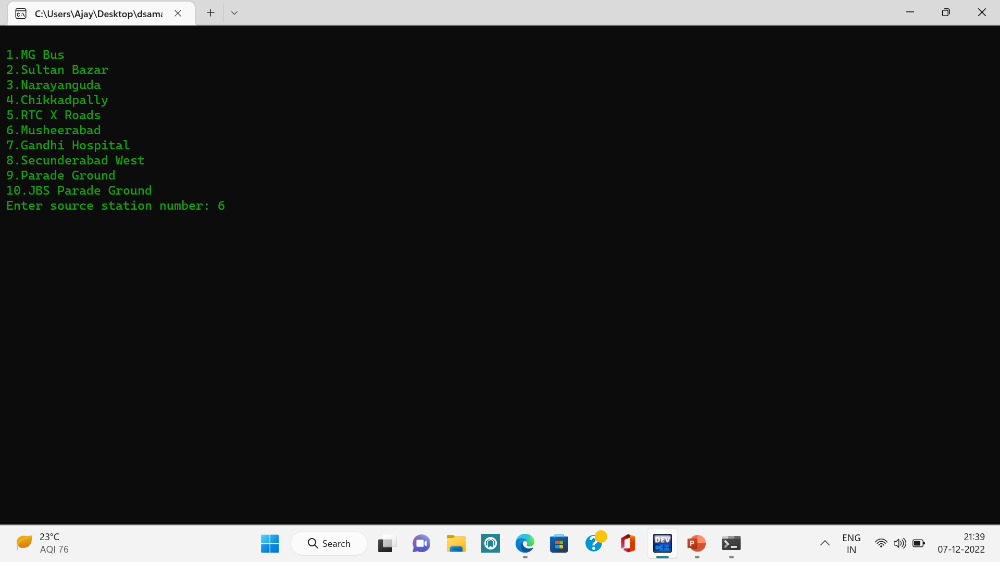 C:\Users\Ajay\Desktop\dsama
1.MG Bus
2.Sultan Bazar
3.Narayanguda
4.Chikkadpally
5.RTC X Roads
6.Musheerabad
7.Gandhi Hospital
8.Secunderabad West
9.Parade Ground
10.JBS Parade Ground
Enter source station number: 6
23°C
AQI 76
Search
DEV
C++
P
ENG
IN
21:39
07-12-2022